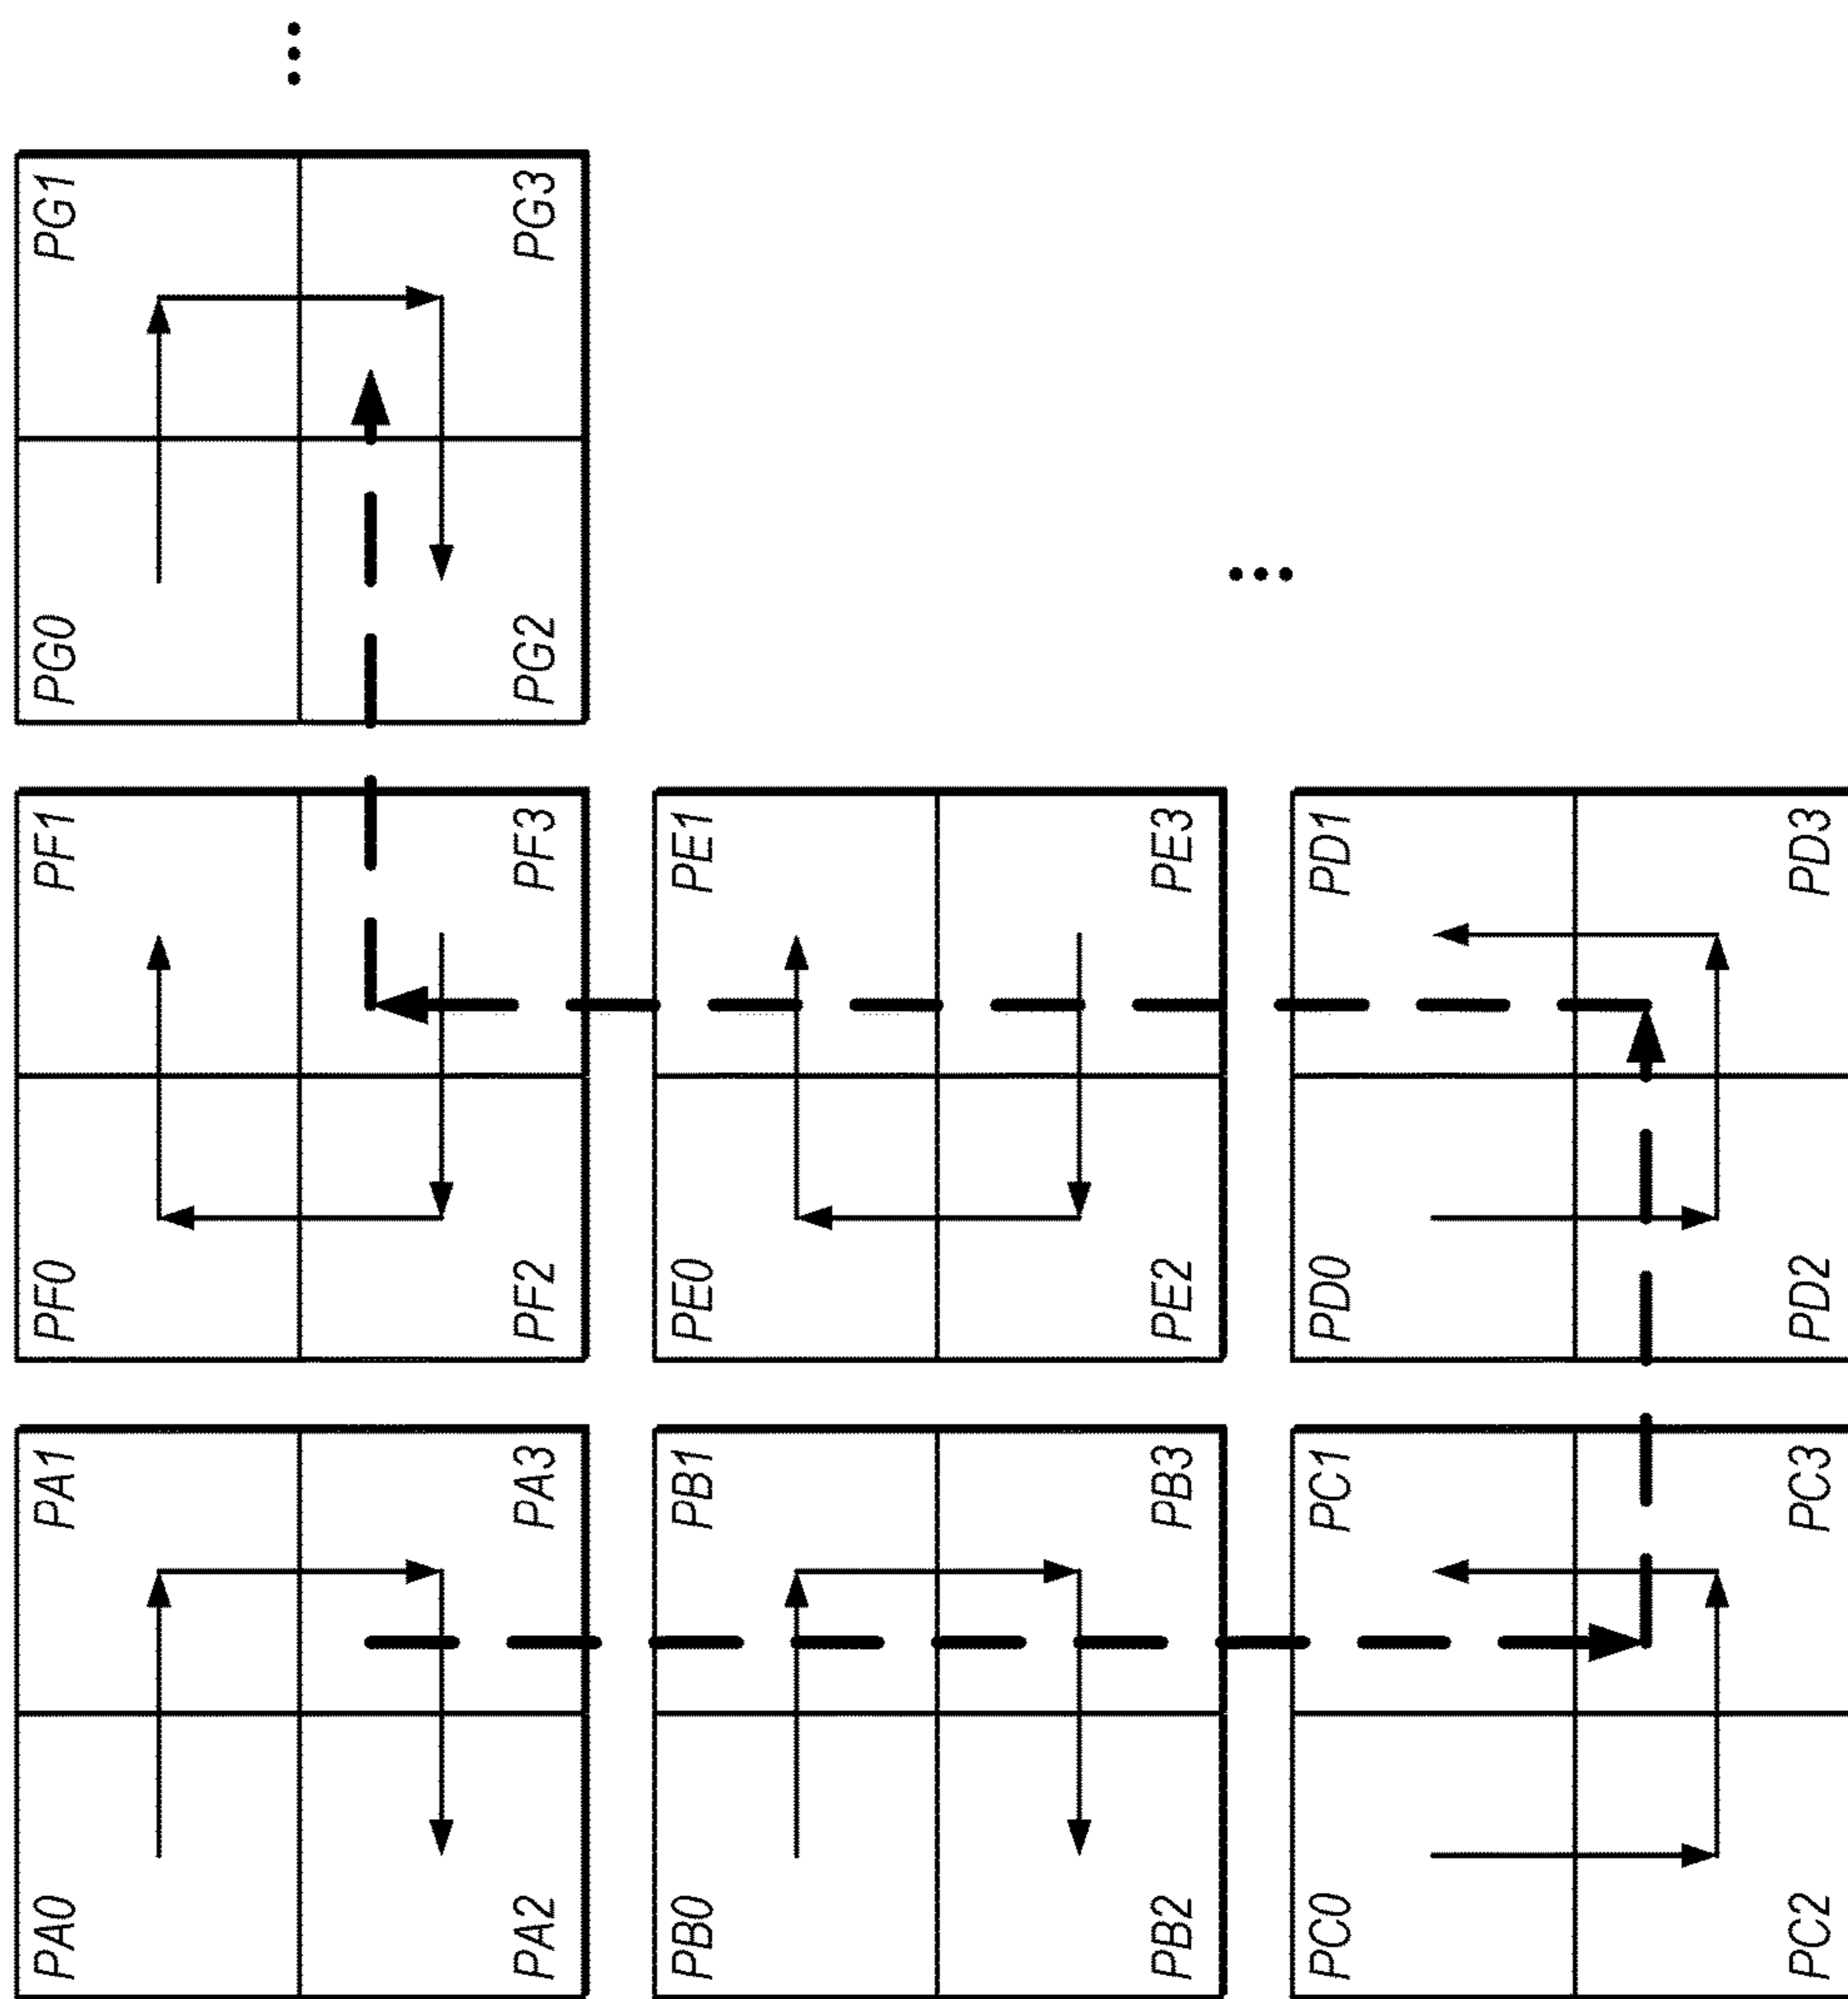 PA0 PA1 PF0 PF1 PG0 PG1
PA2 PA3 PF2 PF3 PG2 PG3
PB0 PB1 PE0 PE1
PB2 PB3 PE2 PE3
PC0 PC1 PD0 PD1
PC2 PC3 PD2 PD3